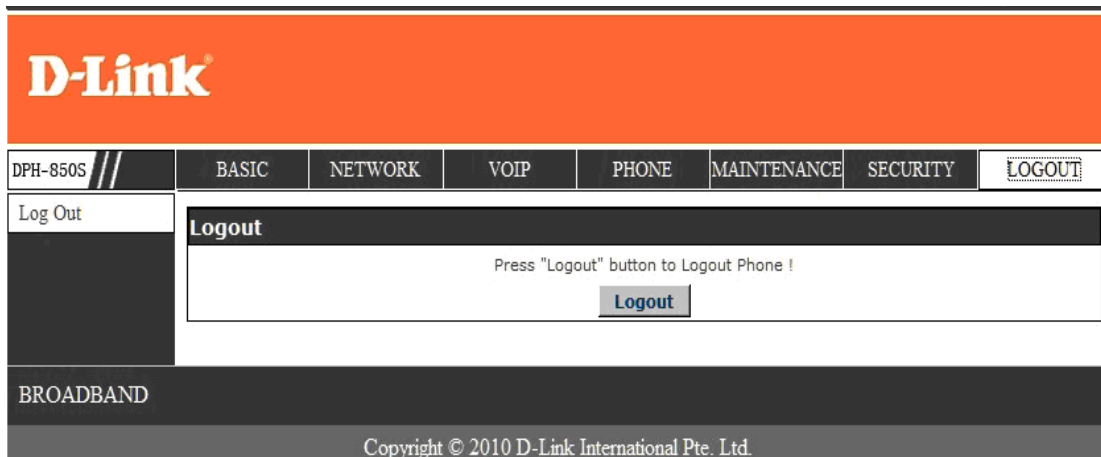 D-Link
DPH-850S BASIC NETWORK VOIP PHONE MAINTENANCE SECURITY LOGOUT
Log Out
Logout
Press "Logout" button to Logout Phone !
Logout
BROADBAND
Copyright © 2010 D-Link International Pte. Ltd.